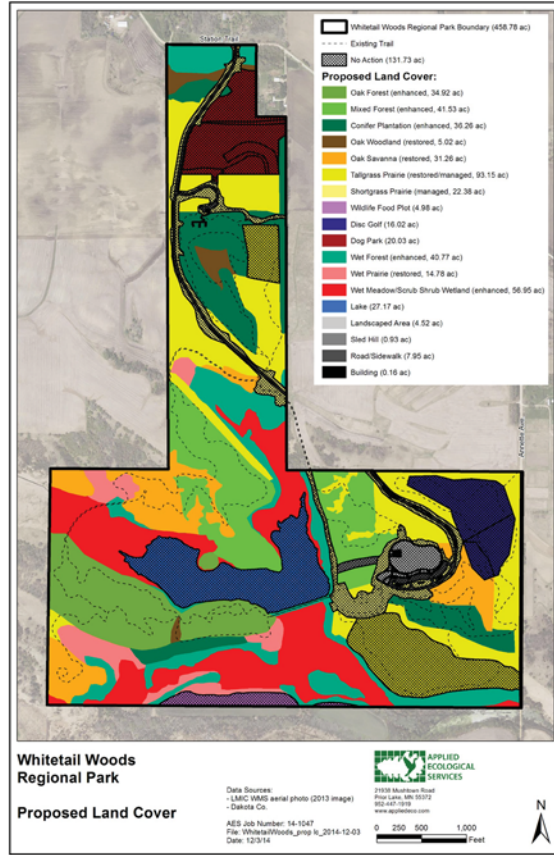 Whitetail Woods Regional Park Boundary (458.78 ac)
Existing Trail
No Action (131.73 ac)
Proposed Land Cover:
Oak Forest (enhanced, 34.92 ac)
Mixed Forest (enhanced, 41.53 ac)
Conifer Plantation (enhanced, 36.26 ac)
Oak Woodland (restored, 5.02 ac)
Oak Savanna (restored, 31.26 ac)
Tallgrass Prairie (restored/managed, 93.15 ac)
Shortgrass Prairie (managed, 22.38 ac)
Wildlife Food Plot (4.98 ac)
Disc Golf (16.02 ac)
Dog Park (20.03 ac)
Wet Forest (enhanced, 40.77 ac)
Wet Prairie (restored, 14.78 ac)
Wet Meadow/Scrub Shrub Wetland (enhanced, 56.95 ac)
Lake (27.17 ac)
Landscaped Area (4.52 ac)
Sled Hill (0.93 ac)
Road/Sidewalk (7.95 ac)
Building (0.16 ac)
Station Trail
Annette Ave
Whitetail Woods
Regional Park
Proposed Land Cover
Data Sources:
- LMIC WMS aerial photo (2013 image)
- Dakota Co.
AES Job Number: 14-1047
File: WhitetailWoods_prop lc_2014-12-03
Date: 12/3/14
APPLIED
ECOLOGICAL
SERVICES
21938 Mushtown Road
Prior Lake, MN 55372
952-447-1919
www.appliedeco.com
0 500 1,000
Feet
N